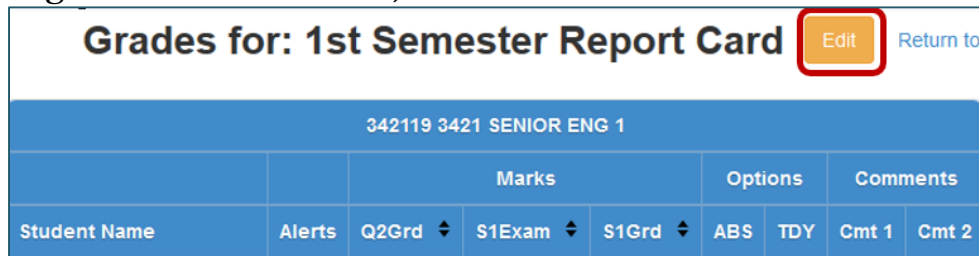 Grades for: 1st Semester Report Card Edit Return to
342119 3421 SENIOR ENG 1
Marks Options Comments
Student Name Alerts Q2Grd S1Exam S1Grd ABS TDY Cmt 1 Cmt 2